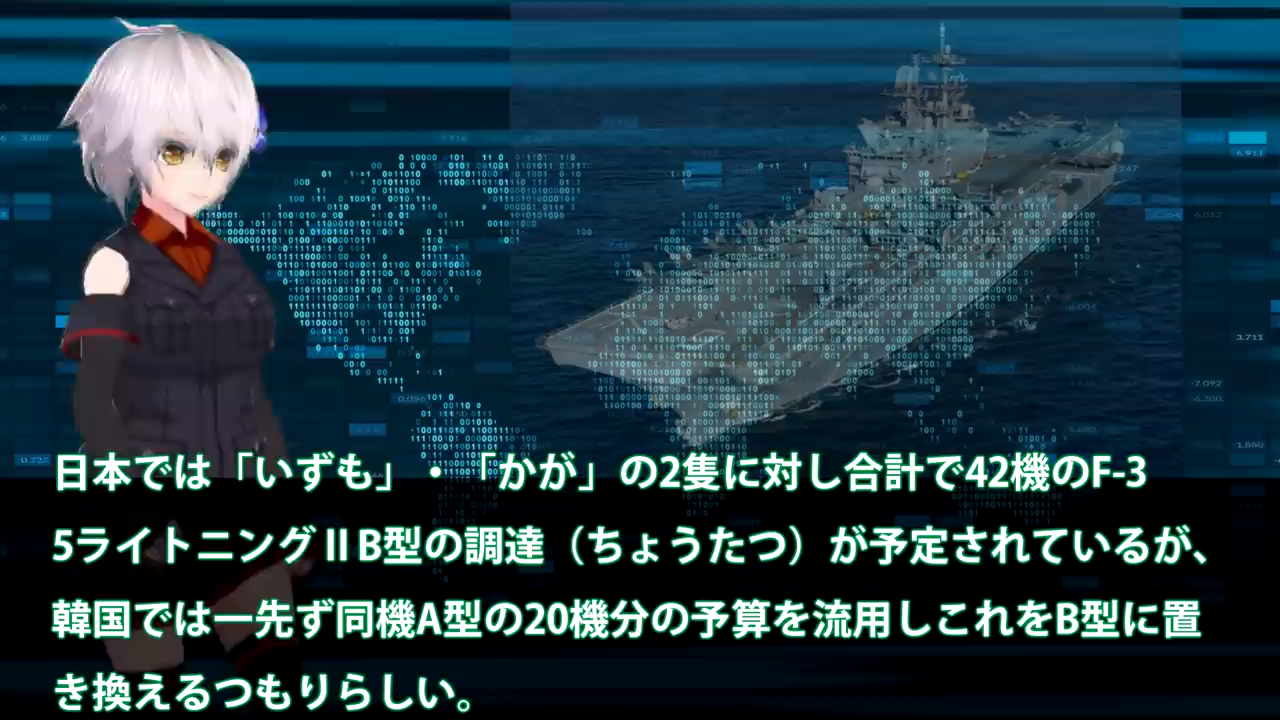 日本では「いずも」・「かが」の2隻に対し合計で42機のF-3
5ライトニングⅡB型の調達（ちょうたつ）が予定されているが、
韓国では一先ず同機A型の20機分の予算を流用しこれをB型に置
き換えるつもりらしい。